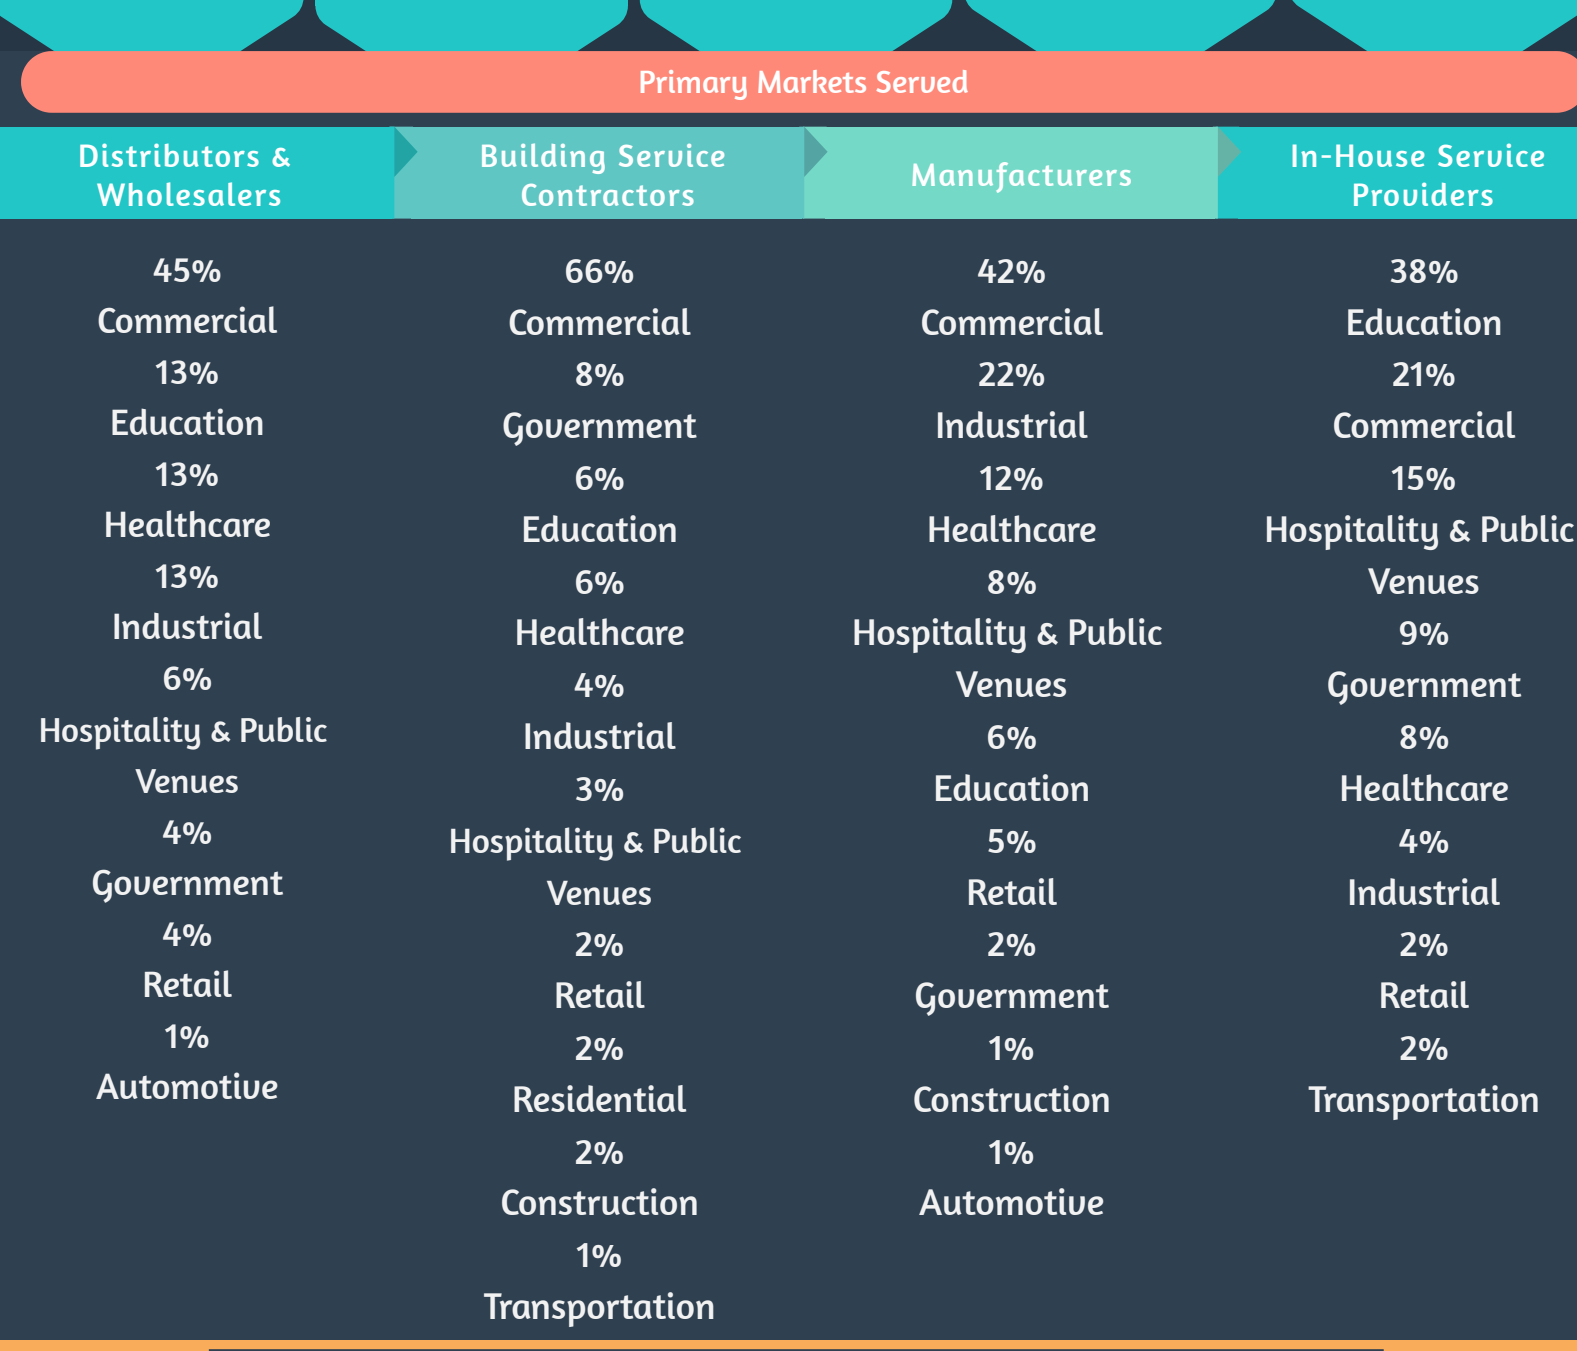 Primary Markets Served
Distributors &
Wholesalers
45%
Commercial
13%
Education
13%
Healthcare
13%
Industrial
6%
Hospitality & Public
Venues
4%
Government
4%
Retail
1%
Automotive
Building Service
Contractors
66%
Commercial
8%
Government
6%
Education
6%
Healthcare
4%
Industrial
3%
Hospitality & Public
Venues
2%
Retail
2%
Residential
2%
Construction
1%
Transportation
Manufacturers
42%
Commercial
22%
Industrial
12%
Healthcare
8%
Hospitality & Public
Venues
6%
Education
5%
Retail
2%
Government
1%
Construction
1%
Automotive
In-House Service
Providers
38%
Education
21%
Commercial
15%
Hospitality & Public
Venues
9%
Government
8%
Healthcare
4%
Industrial
2%
Retail
2%
Transportation